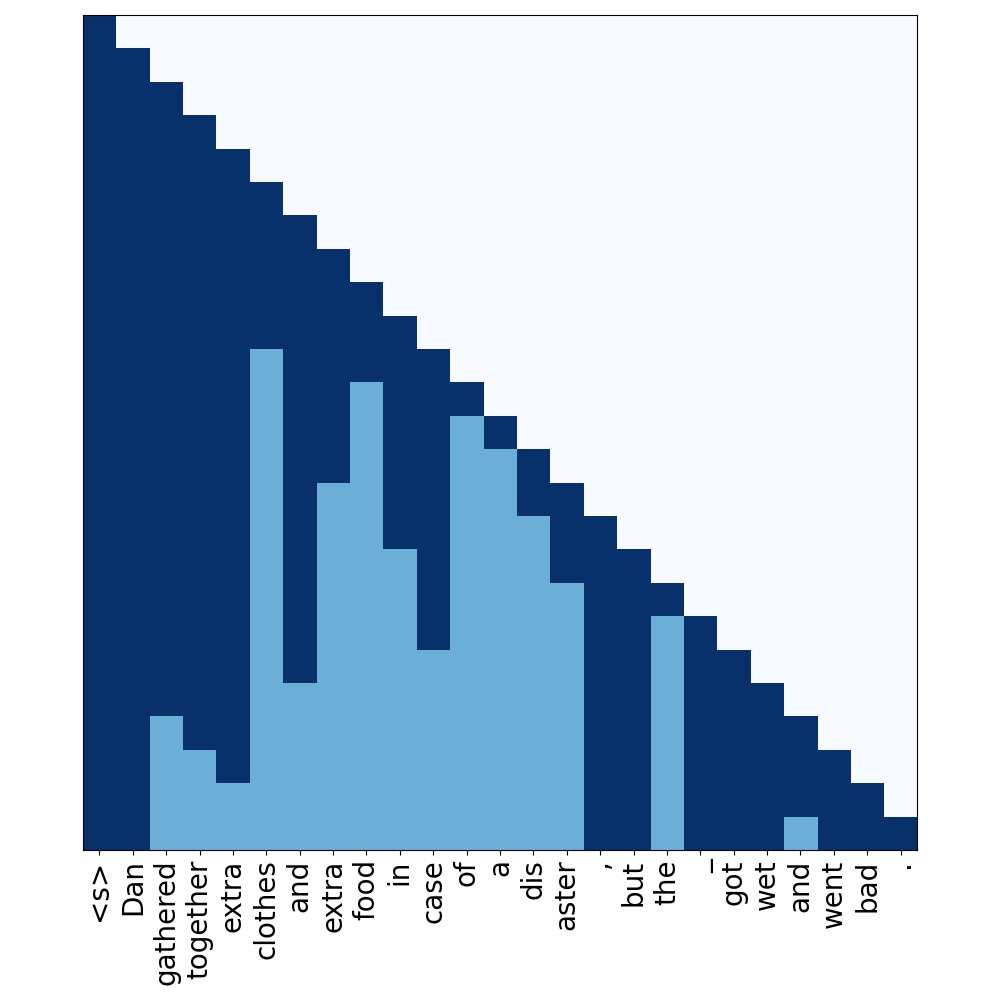 <s> Dan gathered together extra clothes and extra food in case of a dis aster , but the _ got wet and went bad .